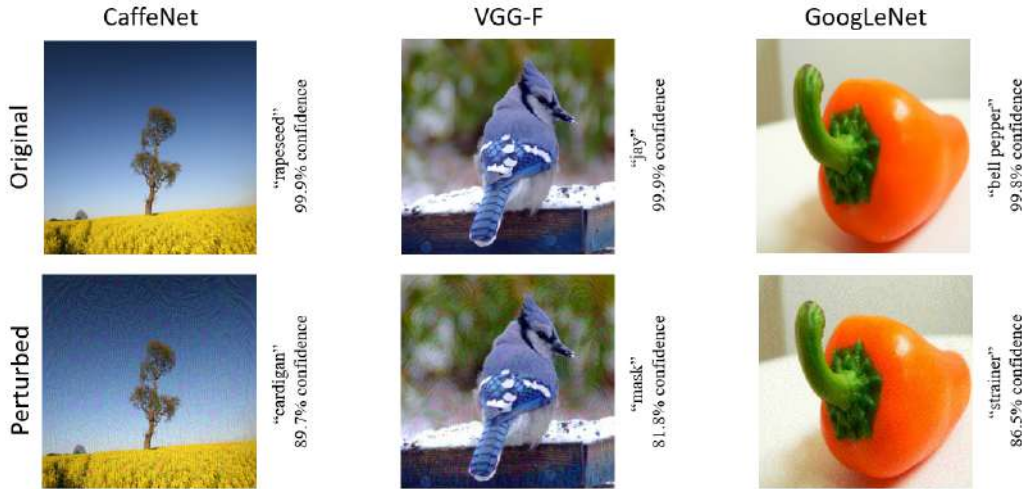 CaffeNet
VGG-F
GoogLeNet
Original
“rapeseed”
99.9% confidence
“jay”
99.9% confidence
“bell pepper”
99.8% confidence
Perturbed
“cardigan”
89.7% confidence
“mask”
81.8% confidence
“strainer”
86.5% confidence